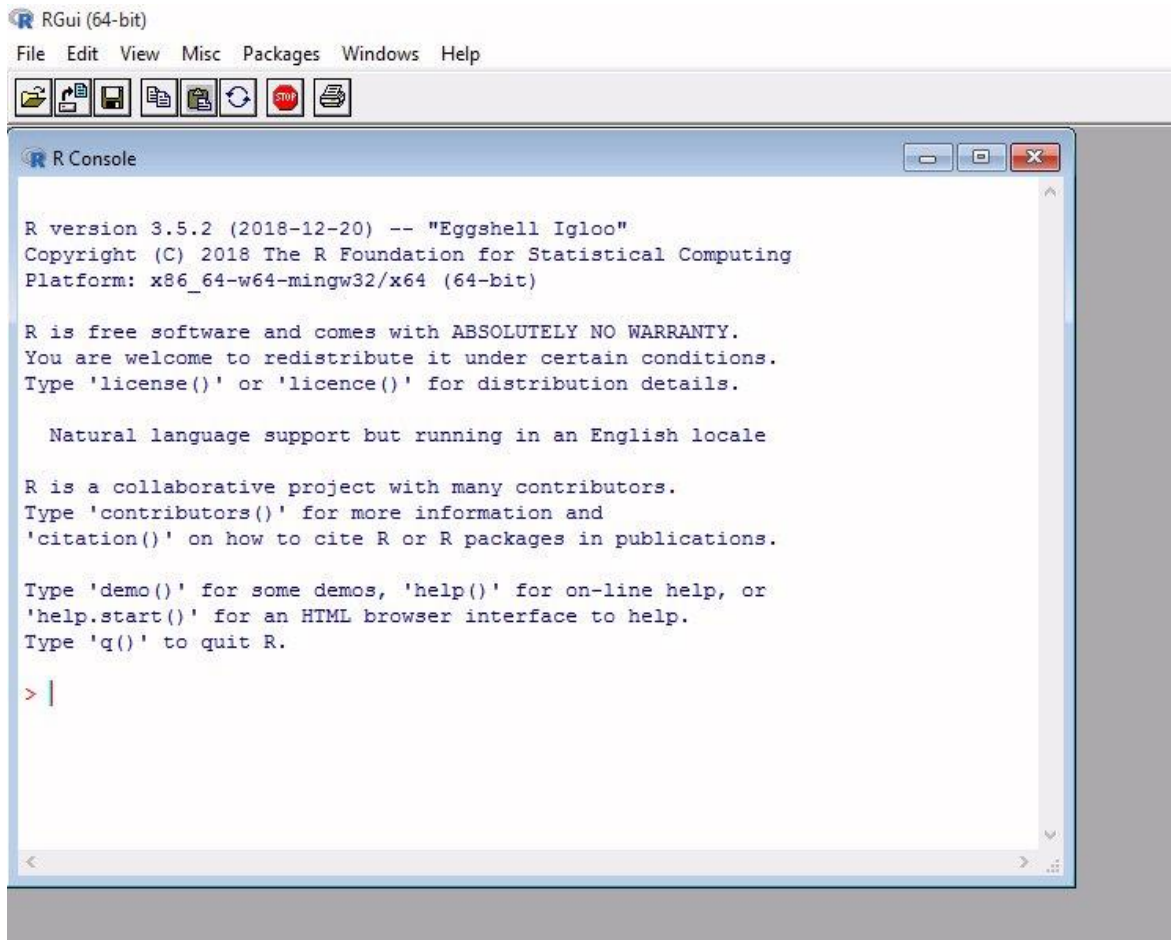 RGui (64-bit)
File Edit View Misc Packages Windows Help
STOP
R Console
R version 3.5.2 (2018-12-20) -- "Eggshell Igloo"
Copyright (C) 2018 The R Foundation for Statistical Computing
Platform: x86_64-w64-mingw32/x64 (64-bit)
R is free software and comes with ABSOLUTELY NO WARRANTY.
You are welcome to redistribute it under certain conditions.
Type 'license()' or 'licence()' for distribution details.
Natural language support but running in an English locale
R is a collaborative project with many contributors.
Type 'contributors()' for more information and
'citation()' on how to cite R or R packages in publications.
Type 'demo()' for some demos, 'help()' for on-line help, or
'help.start()' for an HTML browser interface to help.
Type 'q()' to quit R.
>